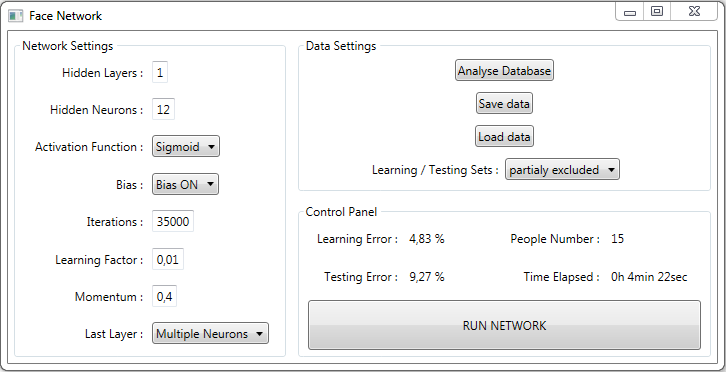 Face Network
Network Settings
Hidden Layers : 1
Hidden Neurons : 12
Activation Function : Sigmoid
Bias : Bias ON
Iterations : 35000
Learning Factor : 0,01
Momentum : 0,4
Last Layer : Multiple Neurons
Data Settings
Analyse Database
Save data
Load data
Learning / Testing Sets : partialy excluded
Control Panel
Learning Error : 4,83 % People Number : 15
Testing Error : 9,27 % Time Elapsed : 0h 4min 22sec
RUN NETWORK